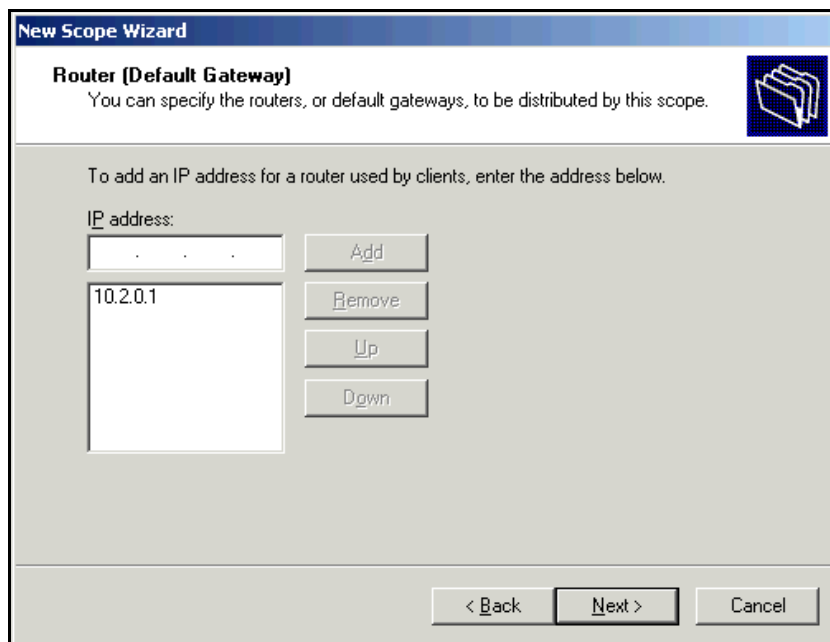 New Scope Wizard
Router (Default Gateway)
You can specify the routers, or default gateways, to be distributed by this scope.
To add an IP address for a router used by clients, enter the address below.
IP address:
. . .
Add
10.2.0.1
Remove
Up
Down
< Back
Next >
Cancel